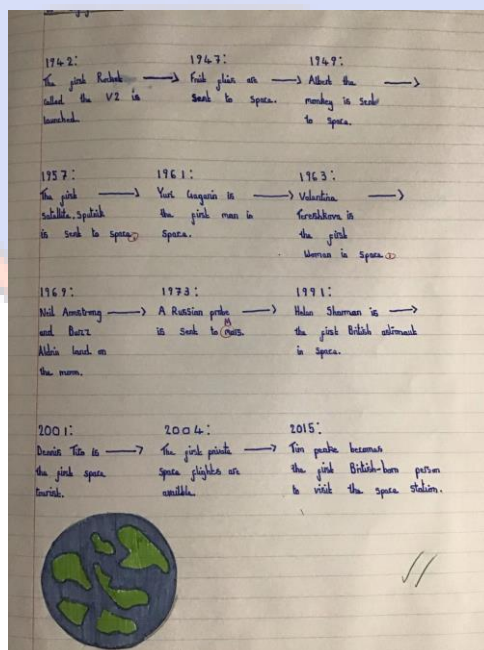 1942:
The first Rocket
called the V2 is
launched.
1947:
Fruit flies are
sent to space.
1949:
Albert the
monkey is sent
to space.
1957:
The first
satellite, Sputnik
is sent to space.
1961:
Yuri Gagarin is
the first man in
Space.
1963:
Valentina
Tereshkova is
the first
Woman in space.
1969:
Neil Armstrong
and Buzz
Aldrin land on
the moon.
1973:
A Russian probe
is sent to mars.
M
1991:
Helen Sharman is
the first British astronaut
in space.
2001:
Dennis Tito is
the first space
tourist.
2004:
The first private
space flights are
2015:
Tim peake becomes
the first British-born person
to visit the space station.